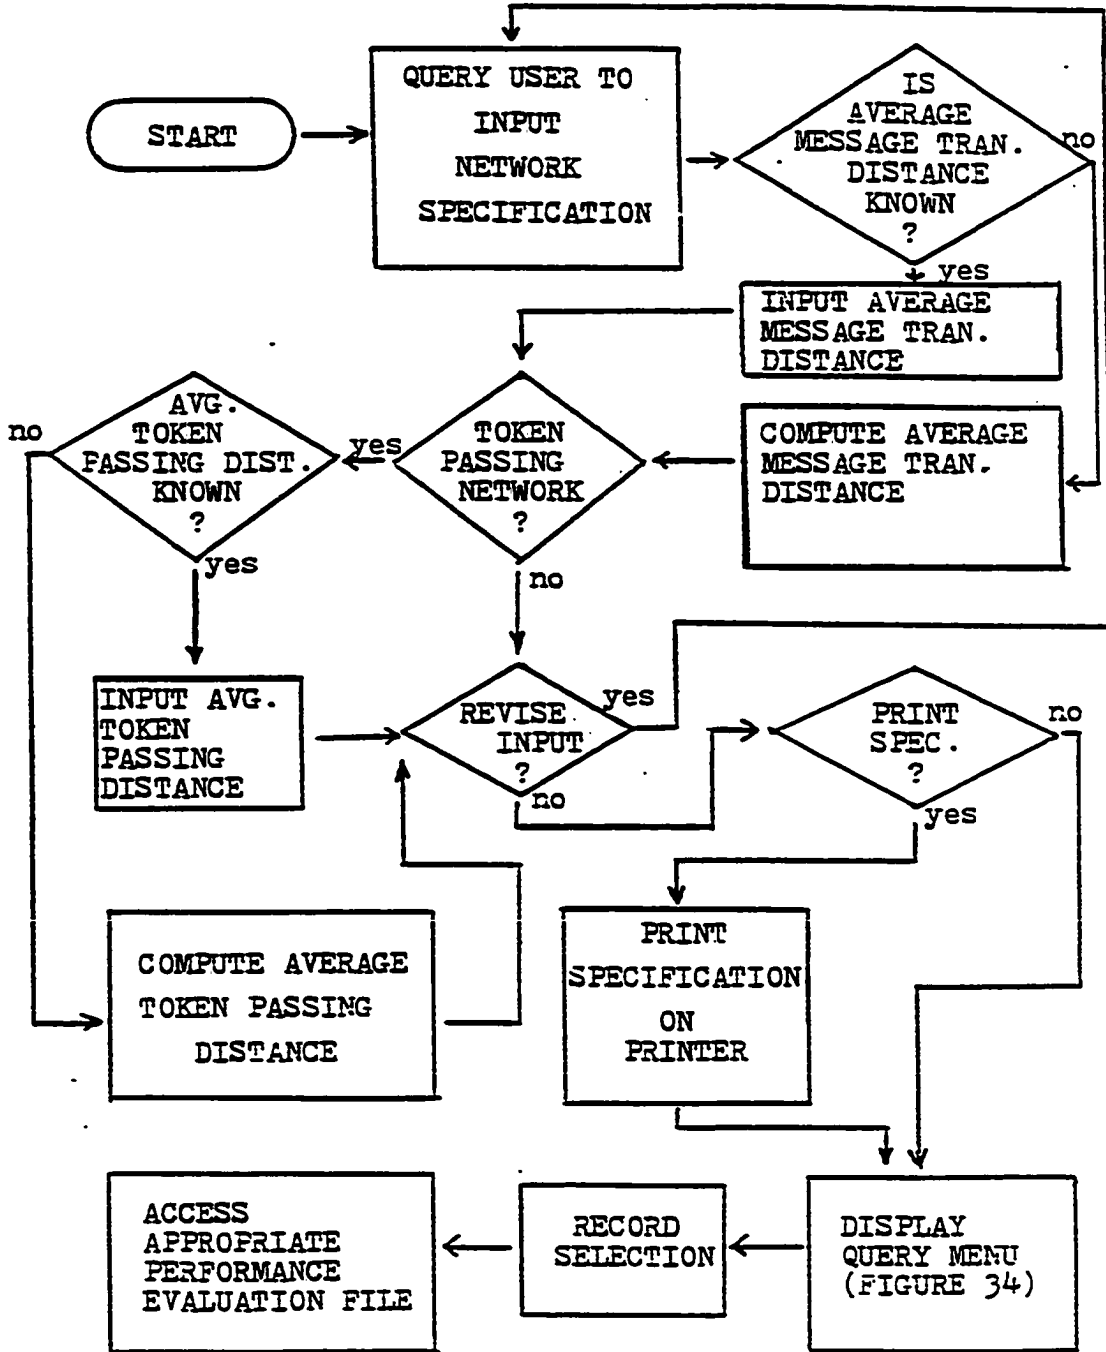 START
QUERY USER TO
INPUT
NETWORK
SPECIFICATION
IS
AVERAGE
MESSAGE TRAN.
DISTANCE
KNOWN
?
no
yes
INPUT AVERAGE
MESSAGE TRAN.
DISTANCE
COMPUTE AVERAGE
MESSAGE TRAN.
DISTANCE
TOKEN
PASSING
NETWORK
?
yes
no
AVG.
TOKEN
PASSING DIST.
KNOWN
?
no
yes
INPUT AVG.
TOKEN
PASSING
DISTANCE
REVISE
INPUT
?
yes
no
PRINT
SPEC.
?
no
yes
COMPUTE AVERAGE
TOKEN PASSING
DISTANCE
PRINT
SPECIFICATION
ON
PRINTER
DISPLAY
QUERY MENU
(FIGURE 34)
RECORD
SELECTION
ACCESS
APPROPRIATE
PERFORMANCE
EVALUATION FILE